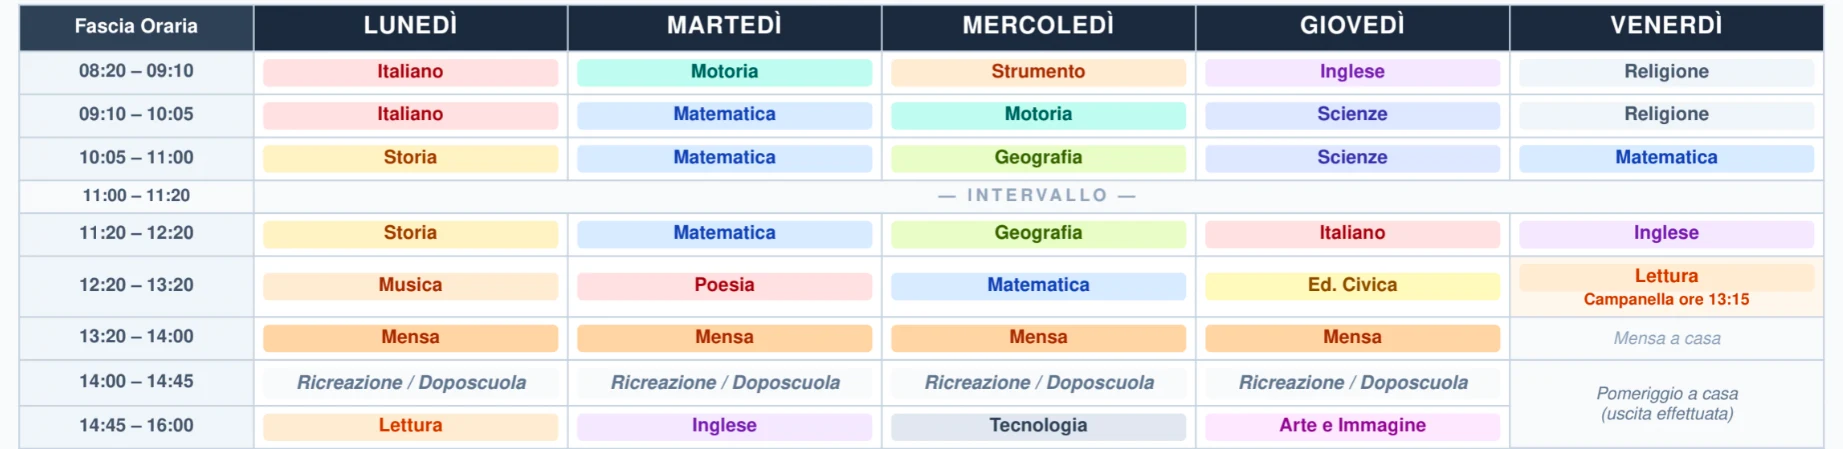 Fascia Oraria LUNEDÌ MARTEDÌ MERCOLEDÌ GIOVEDÌ VENERDÌ
08:20 – 09:10 Italiano Motoria Strumento Inglese Religione
09:10 – 10:05 Italiano Matematica Motoria Scienze Religione
10:05 – 11:00 Storia Matematica Geografia Scienze Matematica
11:00 – 11:20 — INTERVALLO —
11:20 – 12:20 Storia Matematica Geografia Italiano Inglese
12:20 – 13:20 Musica Poesia Matematica Ed. Civica Lettura
Campanella ore 13:15
13:20 – 14:00 Mensa Mensa Mensa Mensa Mensa a casa
14:00 – 14:45 Ricreazione / Doposcuola Ricreazione / Doposcuola Ricreazione / Doposcuola Ricreazione / Doposcuola
Pomeriggio a casa
(uscita effettuata)
14:45 – 16:00 Lettura Inglese Tecnologia Arte e Immagine